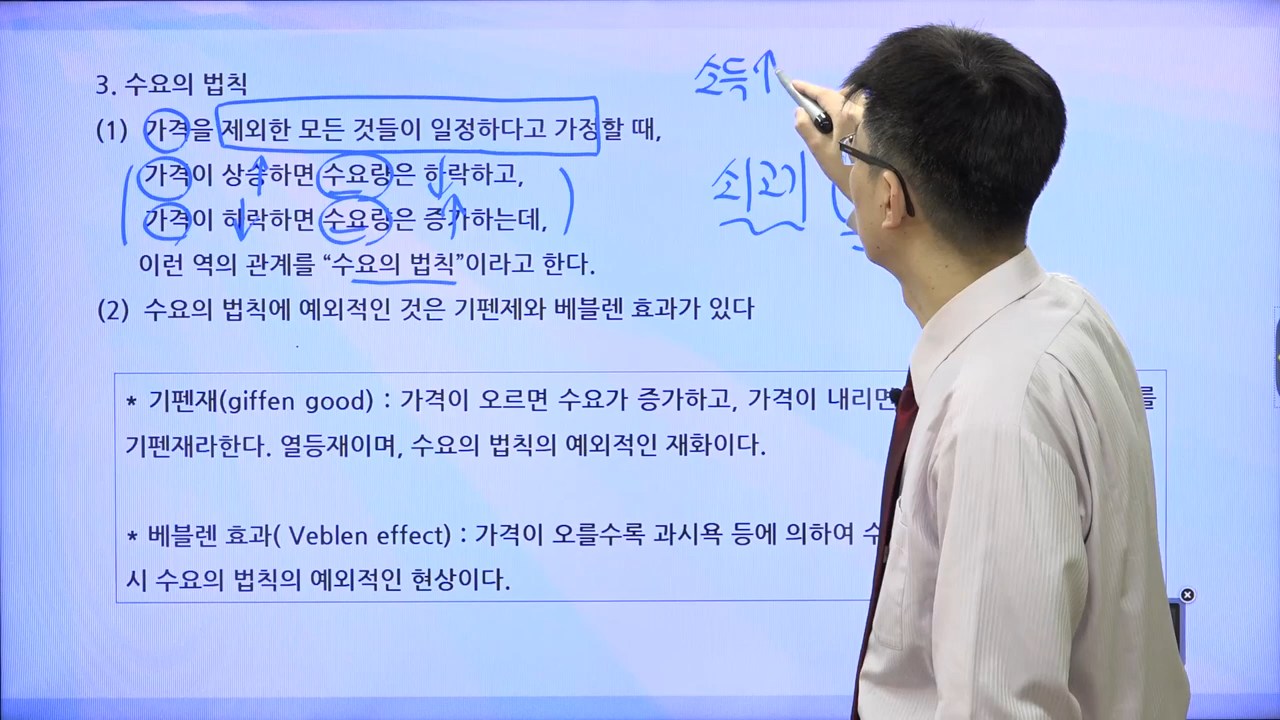 3. 수요의 법칙
(1) 가격을 제외한 모든 것들이 일정하다고 가정할 때,
가격이 상승하면 수요량은 하락하고,
가격이 하락하면 수요량은 증가하는데,
이런 역의 관계를 “수요의 법칙”이라고 한다.
(2) 수요의 법칙에 예외적인 것은 기펜제와 베블렌 효과가 있다
* 기펜재(giffen good) : 가격이 오르면 수요가 증가하고, 가격이 내리면 를
기펜재라한다. 열등재이며, 수요의 법칙의 예외적인 재화이다.
* 베블렌 효과( Veblen effect) : 가격이 오를수록 과시욕 등에 의하여 수
시 수요의 법칙의 예외적인 현상이다.
소득↑
쇠고기 (